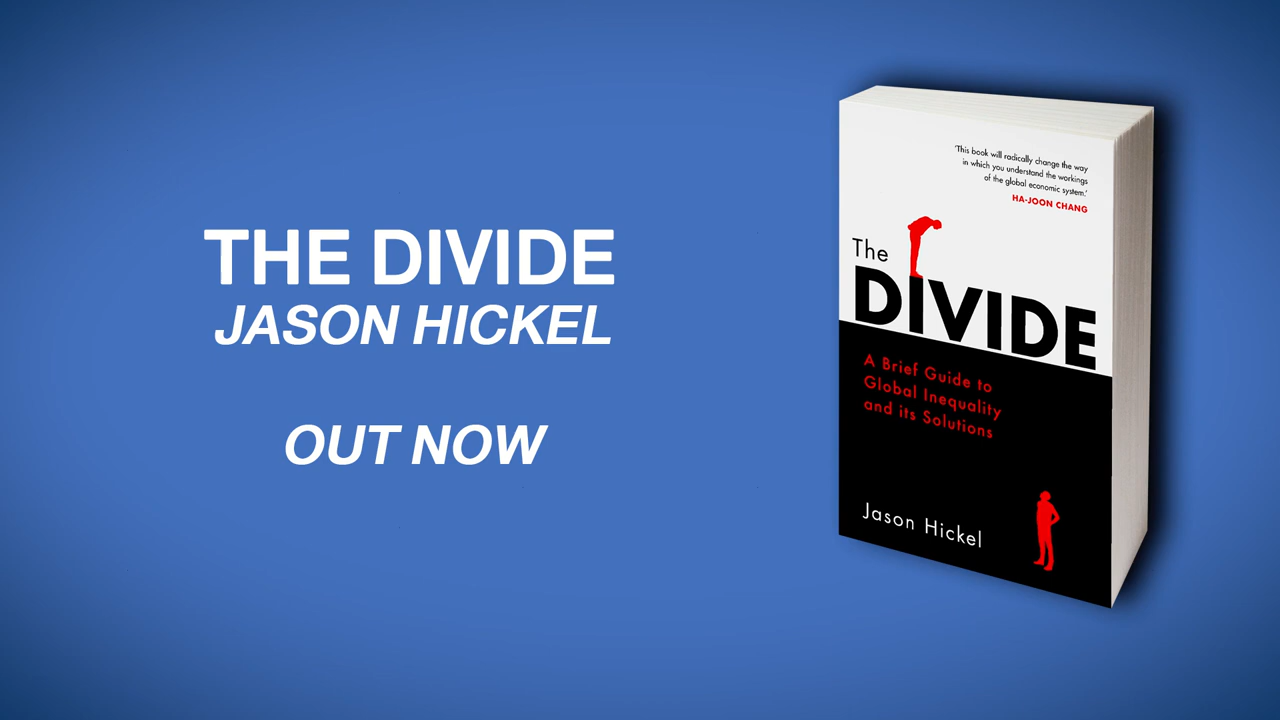 THE DIVIDE
JASON HICKEL
OUT NOW
'This book will radically change the way
in which you understand the workings
of the global economic system.'
HA-JOON CHANG
The
DIVIDE
A Brief Guide to
Global Inequality
and its Solutions
Jason Hickel